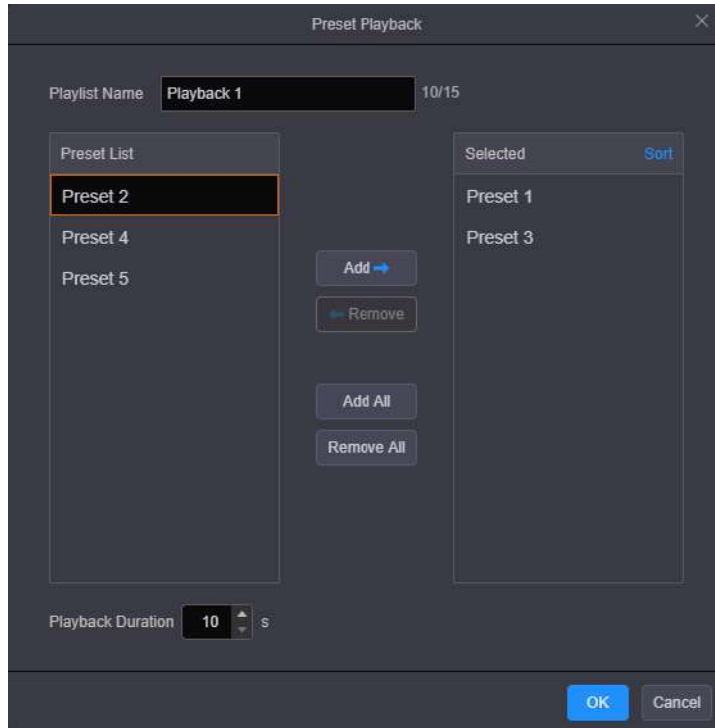 Preset Playback
Playlist Name Playback 1 10/15
Preset List
Preset 2
Preset 4
Preset 5
Add
Remove
Add All
Remove All
Selected Sort
Preset 1
Preset 3
Playback Duration 10 s
OK Cancel